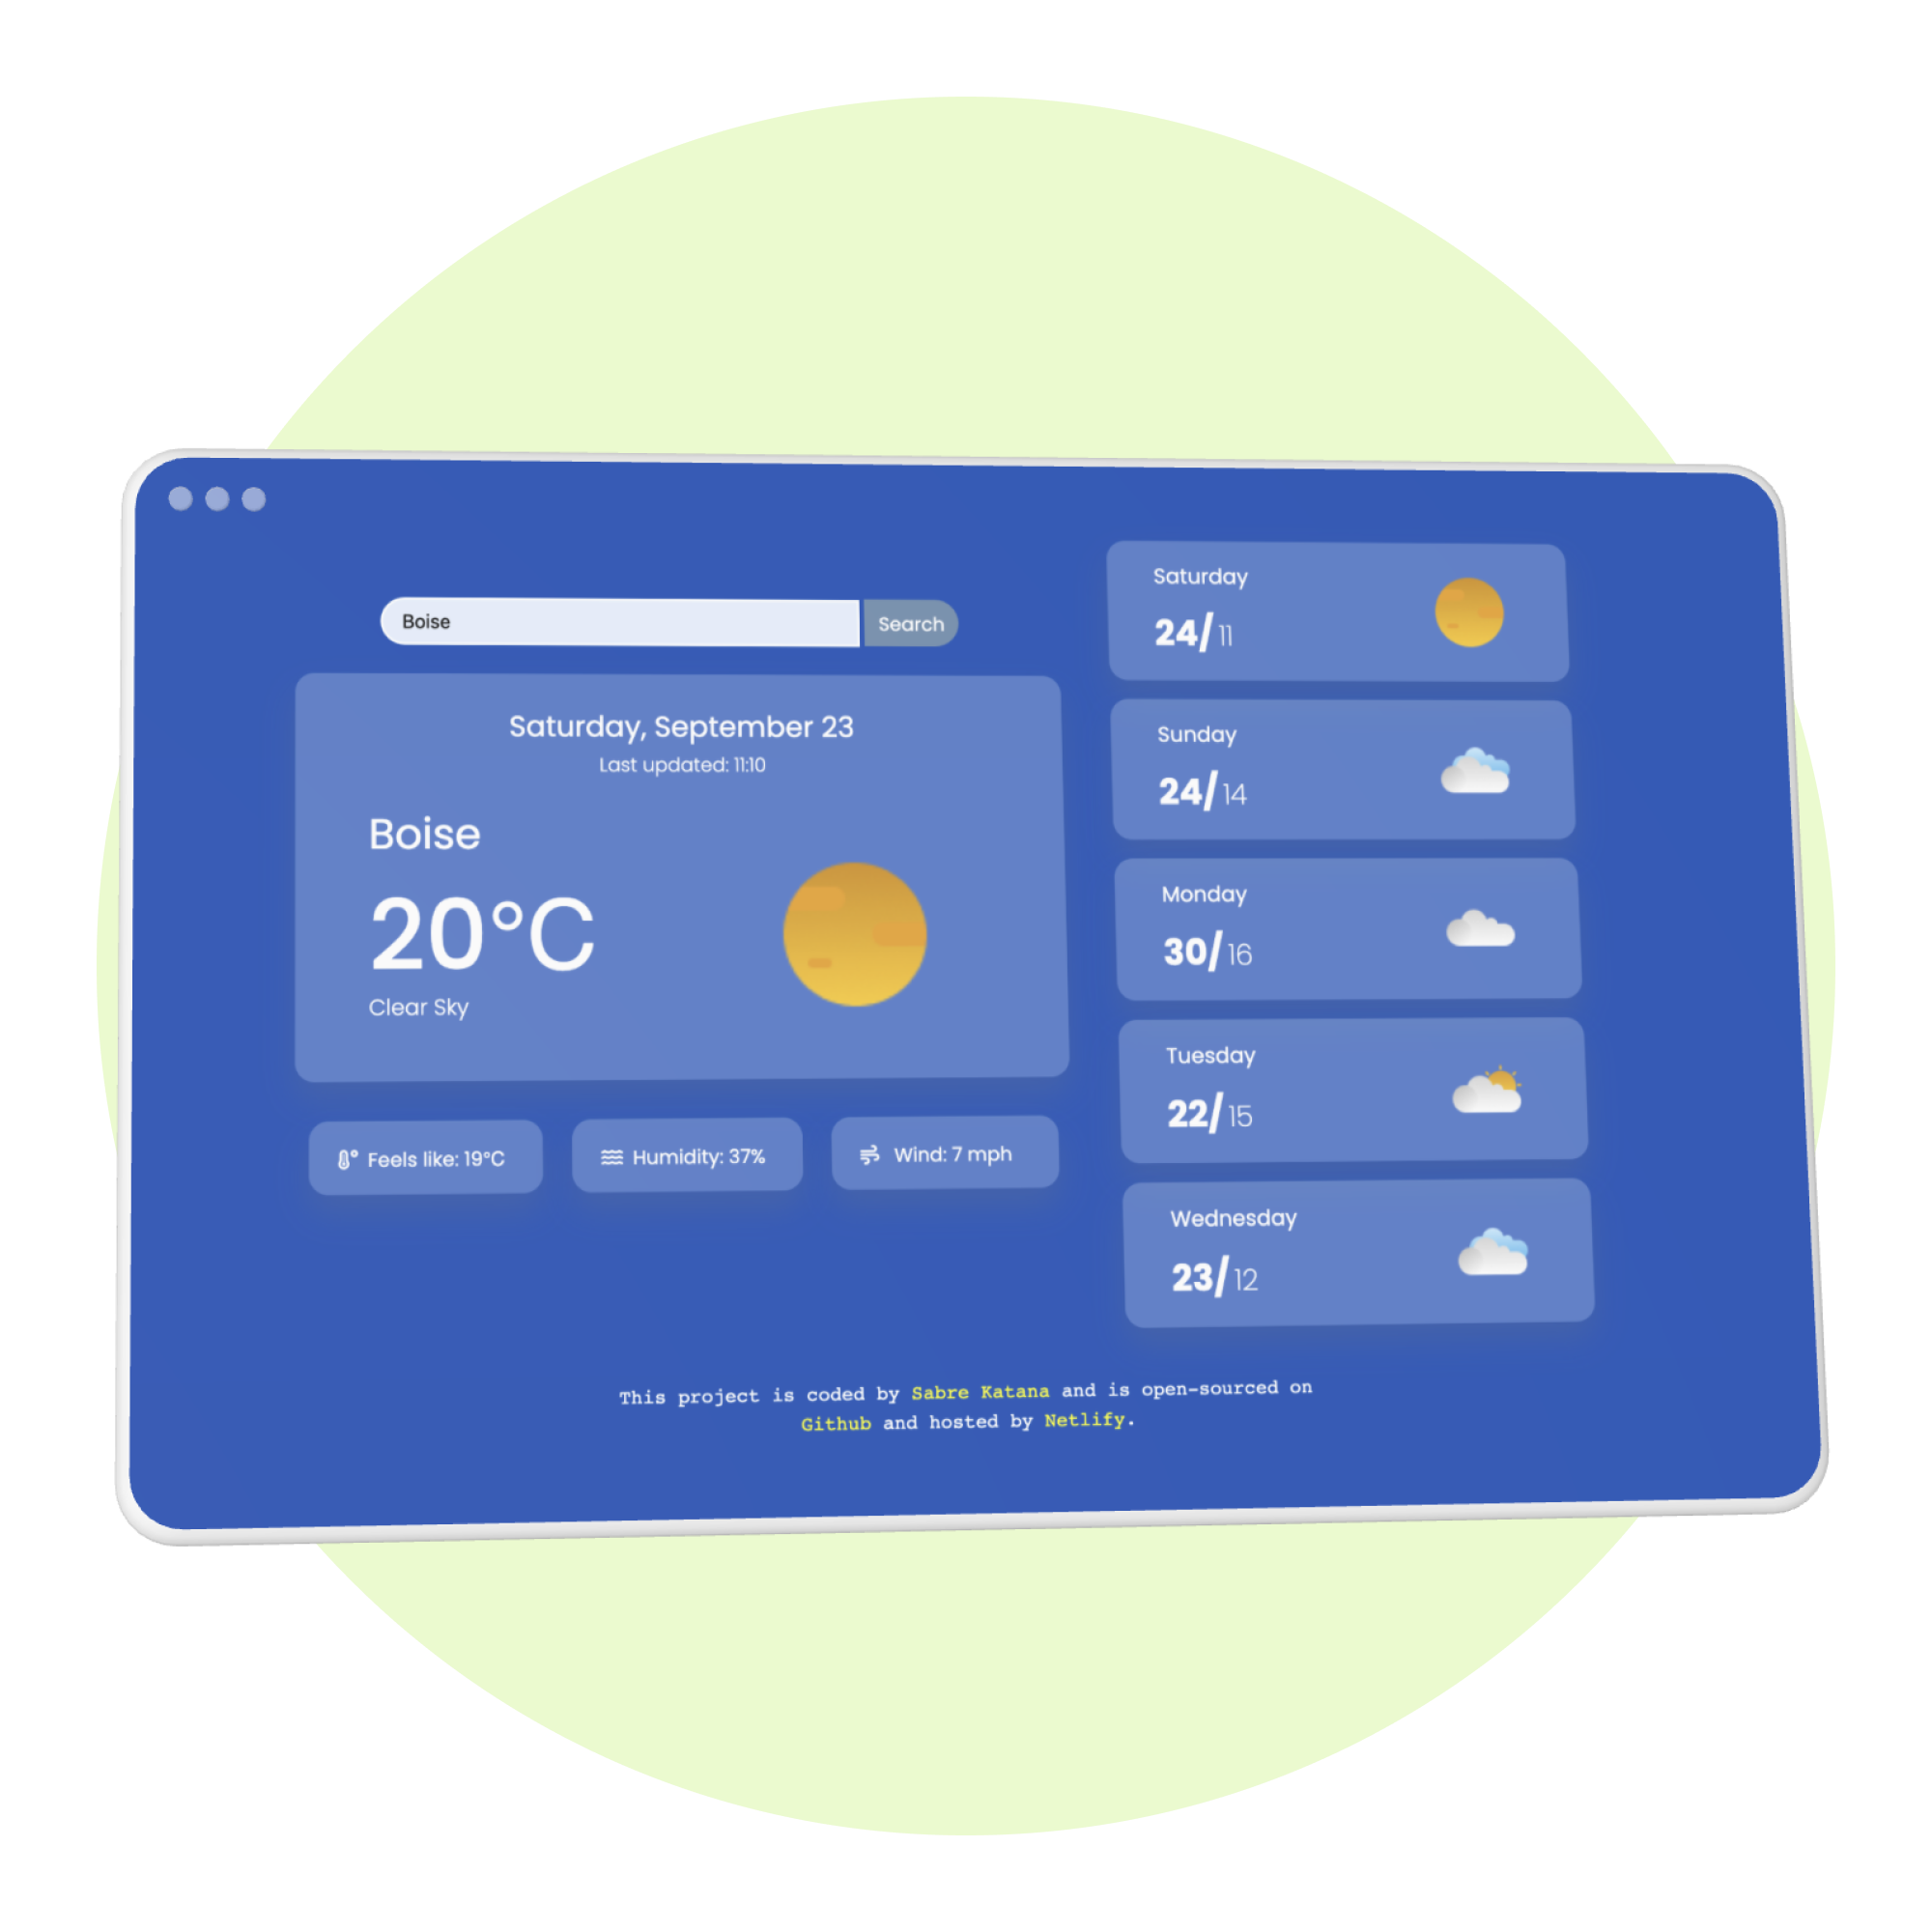 Boise
Search
Saturday, September 23
Last updated: 11:10
Boise
20°C
Clear Sky
Feels like: 19°C
Humidity: 37%
Wind: 7 mph
Saturday
24/ 11
Sunday
24/ 14
Monday
30/ 16
Tuesday
22/ 15
Wednesday
23/ 12
This project is coded by Sabre Katana and is open-sourced on
Github and hosted by Netlify.